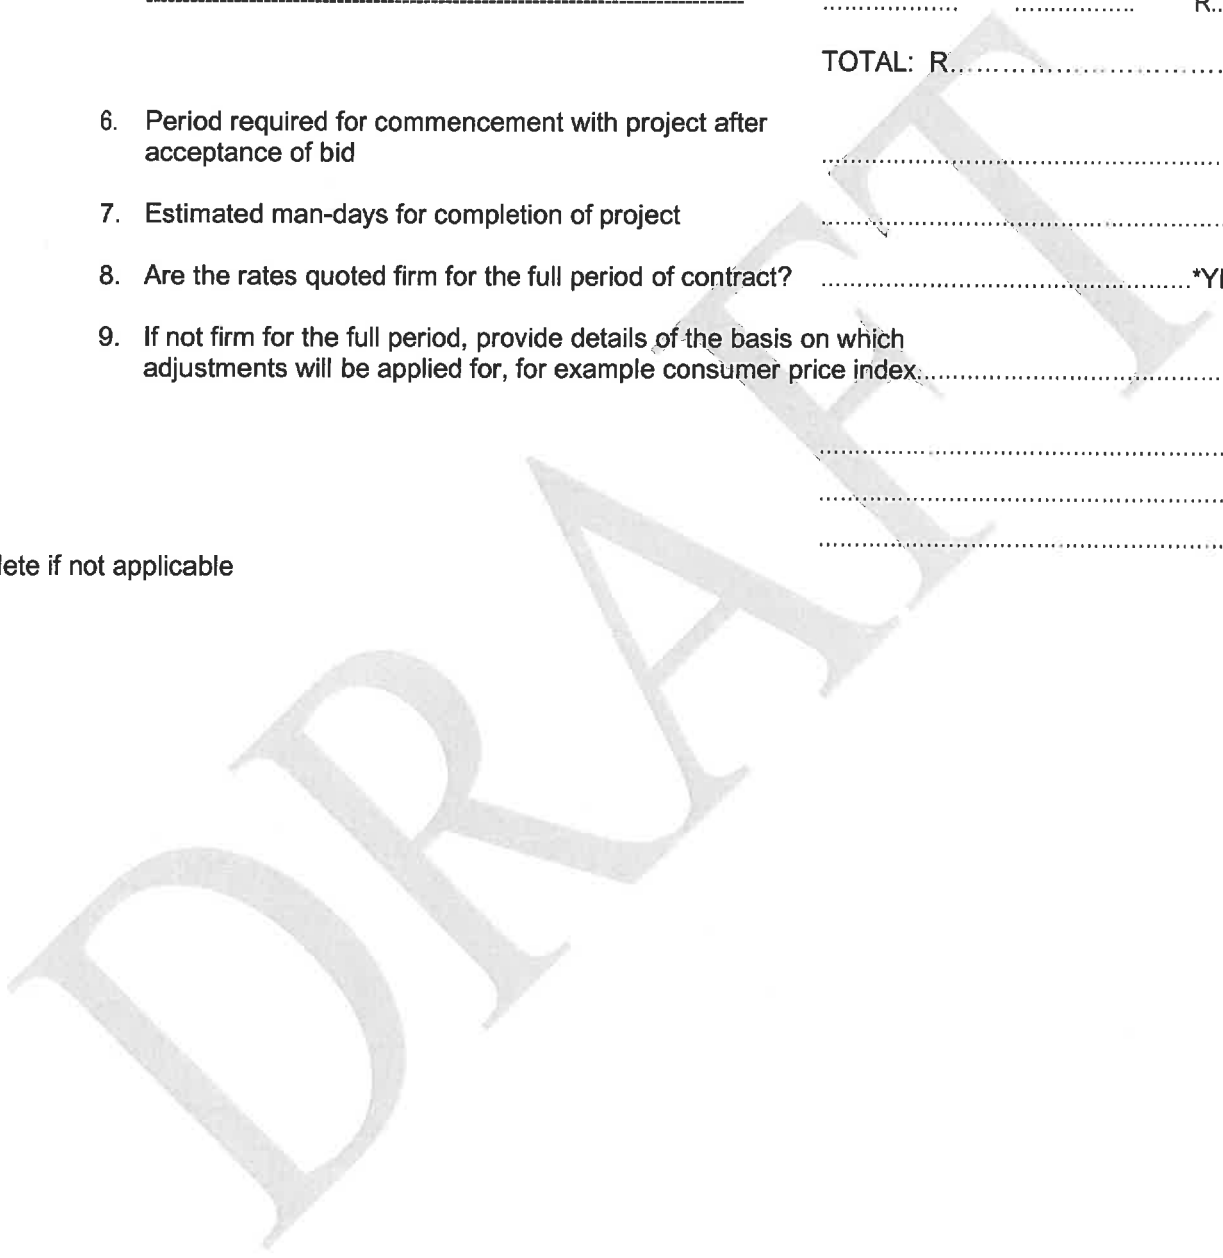 R..
TOTAL: R...................................
6. Period required for commencement with project after
acceptance of bid ........................................................
7. Estimated man-days for completion of project ........................................................
8. Are the rates quoted firm for the full period of contract? ....................................................*
9. If not firm for the full period, provide details of the basis on which
adjustments will be applied for, for example consumer price index.........................................
........................................................
........................................................
........................................................
if not applicable
DRAFT